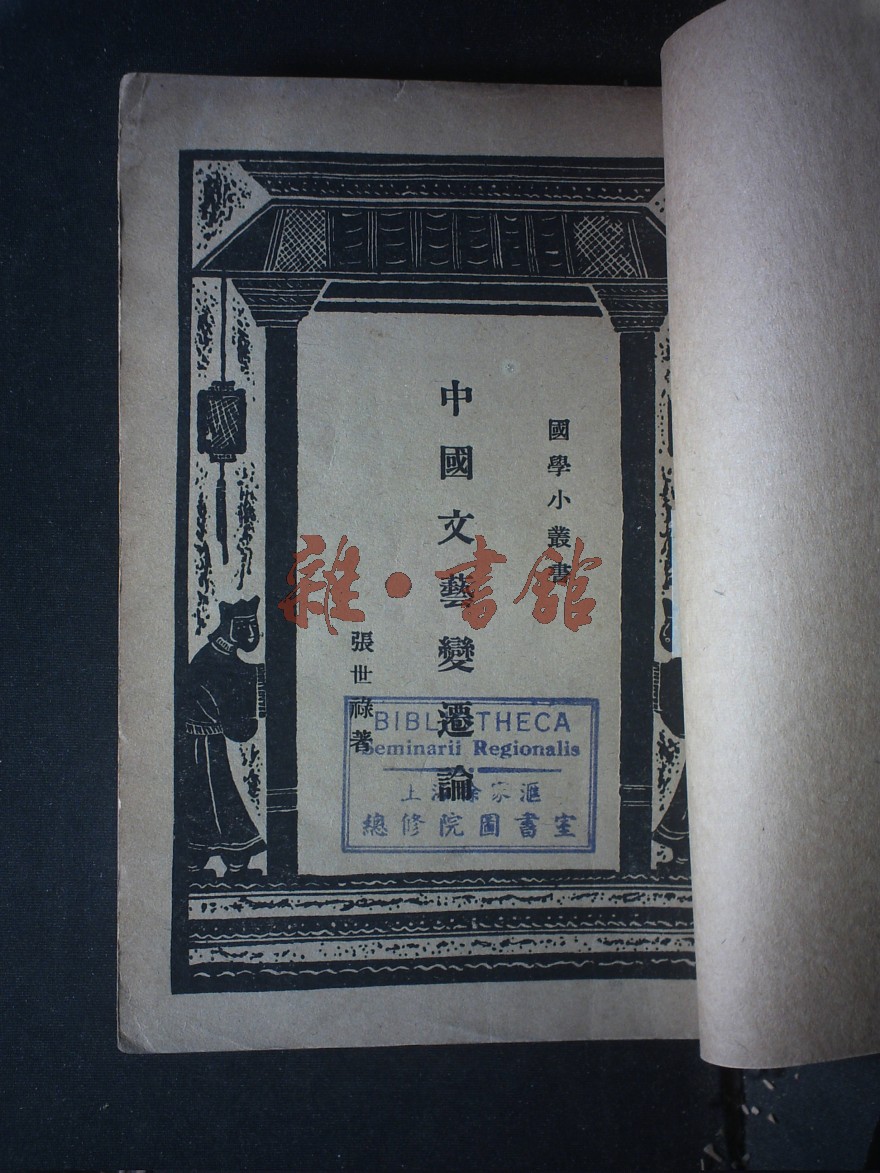 國學小叢書
中國文藝變遷論
張世祿著
雜·書館
BIBLIOTHECA
Seminarii Regionalis
上海徐家滙
總修院圖書室